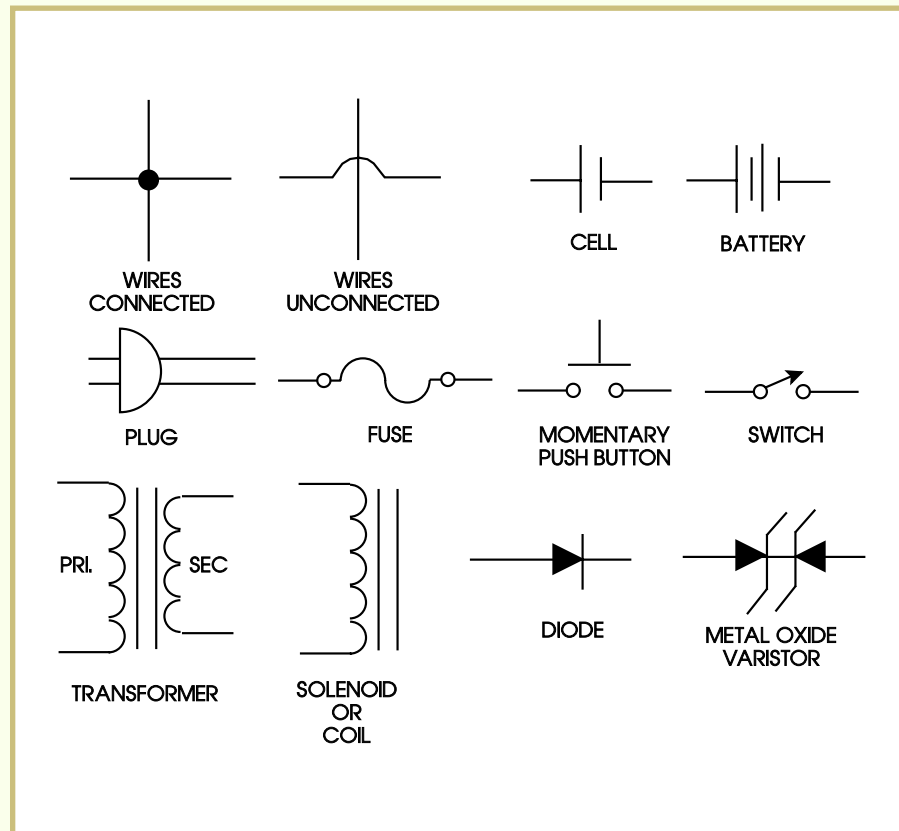 WIRES
CONNECTED
WIRES
UNCONNECTED
CELL
BATTERY
PLUG
FUSE
MOMENTARY
PUSH BUTTON
SWITCH
PRI.
SEC
TRANSFORMER
SOLENOID
OR
COIL
DIODE
METAL OXIDE
VARISTOR